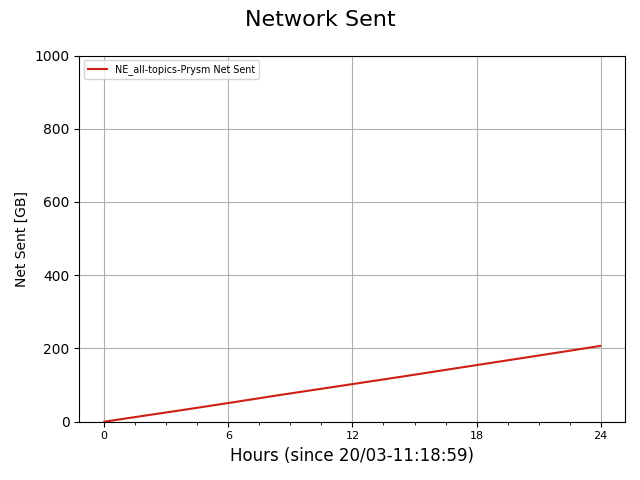 Network Sent
1000
NE_all-topics-Prysm Net Sent
800
600
400
200
0
Net Sent [GB]
0 6 12 18 24
Hours (since 20/03-11:18:59)